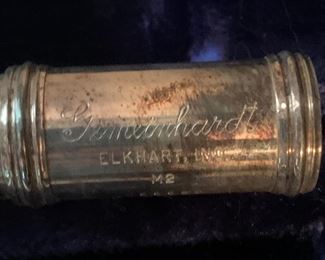 Gemeinhardt
ELKHART, IND.
M2